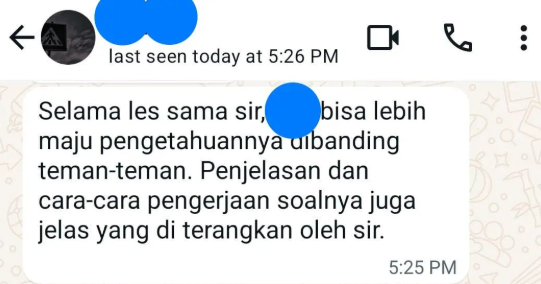 last seen today at 5:26 PM
Selama les sama sir, bisa lebih
maju pengetahuannya dibanding
teman-teman. Penjelasan dan
cara-cara pengerjaan soalnya juga
jelas yang di terangkan oleh sir.
5:25 PM